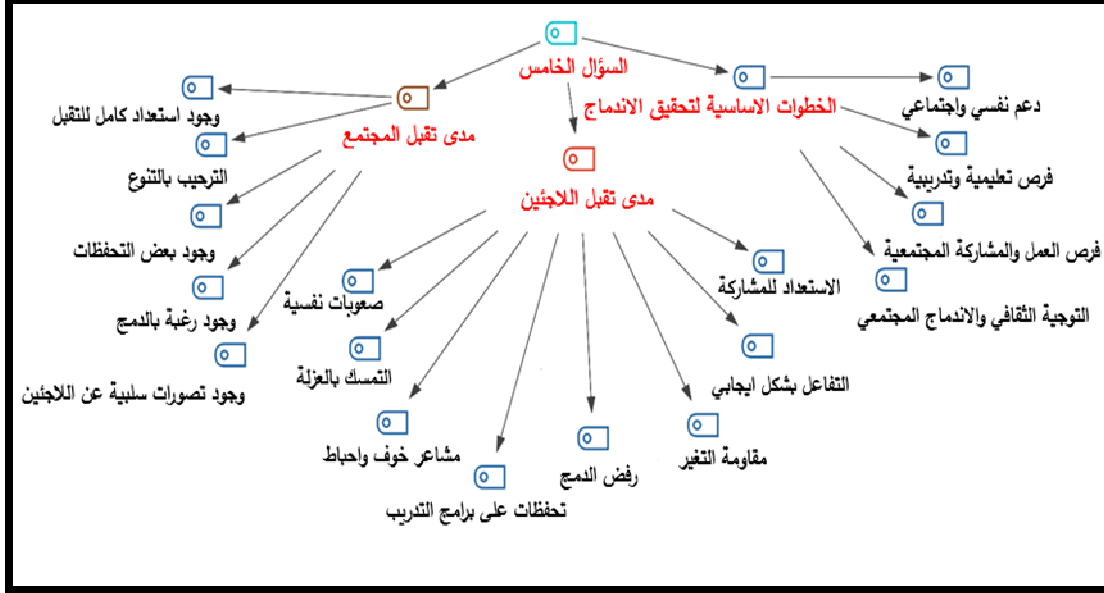 السؤال الخامس
الخطوات الاساسية لتحقيق الاندماج
دعم نفسي واجتماعي
فرص تعليمية وتدريبية
فرص العمل والمشاركة المجتمعية
التوجية الثقافي والاندماج المجتمعي
مدى تقبل اللاجئين
الاستعداد للمشاركة
التفاعل بشكل ايجابي
مقاومة التغير
رفض الدمج
تحفظات على برامج التدريب
مشاعر خوف واحباط
التمسك بالعزلة
صعوبات نفسية
مدى تقبل المجتمع
وجود استعداد كامل للتقبل
الترحيب بالتنوع
وجود بعض التحفظات
وجود رغبة بالدمج
وجود تصورات سلبية عن اللاجئين